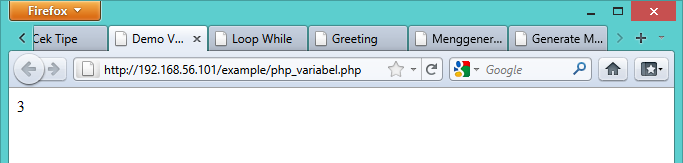 Firefox
Cek Tipe
Demo V...
Loop While
Greeting
Menggener...
Generate M...
http://192.168.56.101/example/php_variabel.php
Google
3